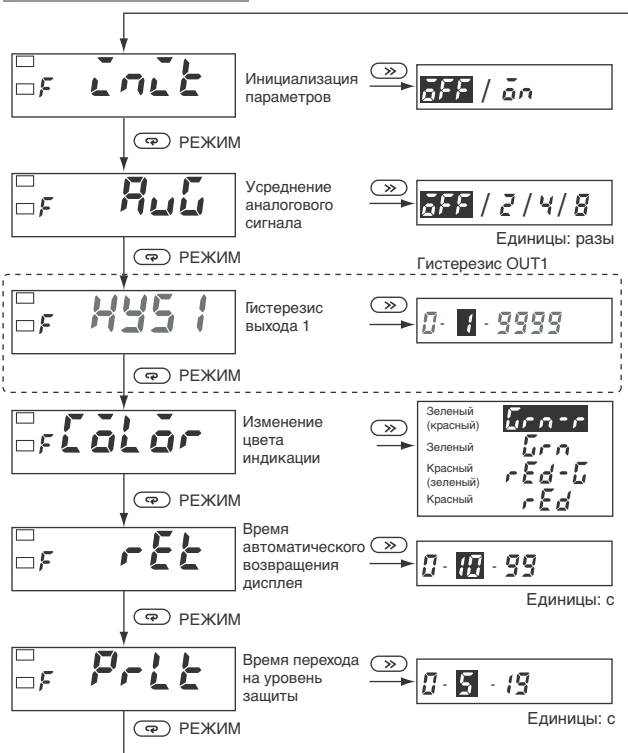 F init
Инициализация
параметров
oFF / on
РЕЖИМ
F AuG
Усреднение
аналогового
сигнала
oFF / 2 / 4 / 8
Единицы: разы
РЕЖИМ
Гистерезис OUT1
F HYS1
Гистерезис
выхода 1
0 - 1 - 9999
РЕЖИМ
F CoLor
Изменение
цвета
индикации
Зеленый
(красный)
Grn-r
Зеленый
Grn
Красный
(зеленый)
rEd-G
Красный
rEd
РЕЖИМ
F rEt
Время
автоматического
возвращения
дисплея
0 - 10 - 99
Единицы: с
РЕЖИМ
F PrLt
Время перехода
на уровень
защиты
0 - 5 - 19
Единицы: с
РЕЖИМ